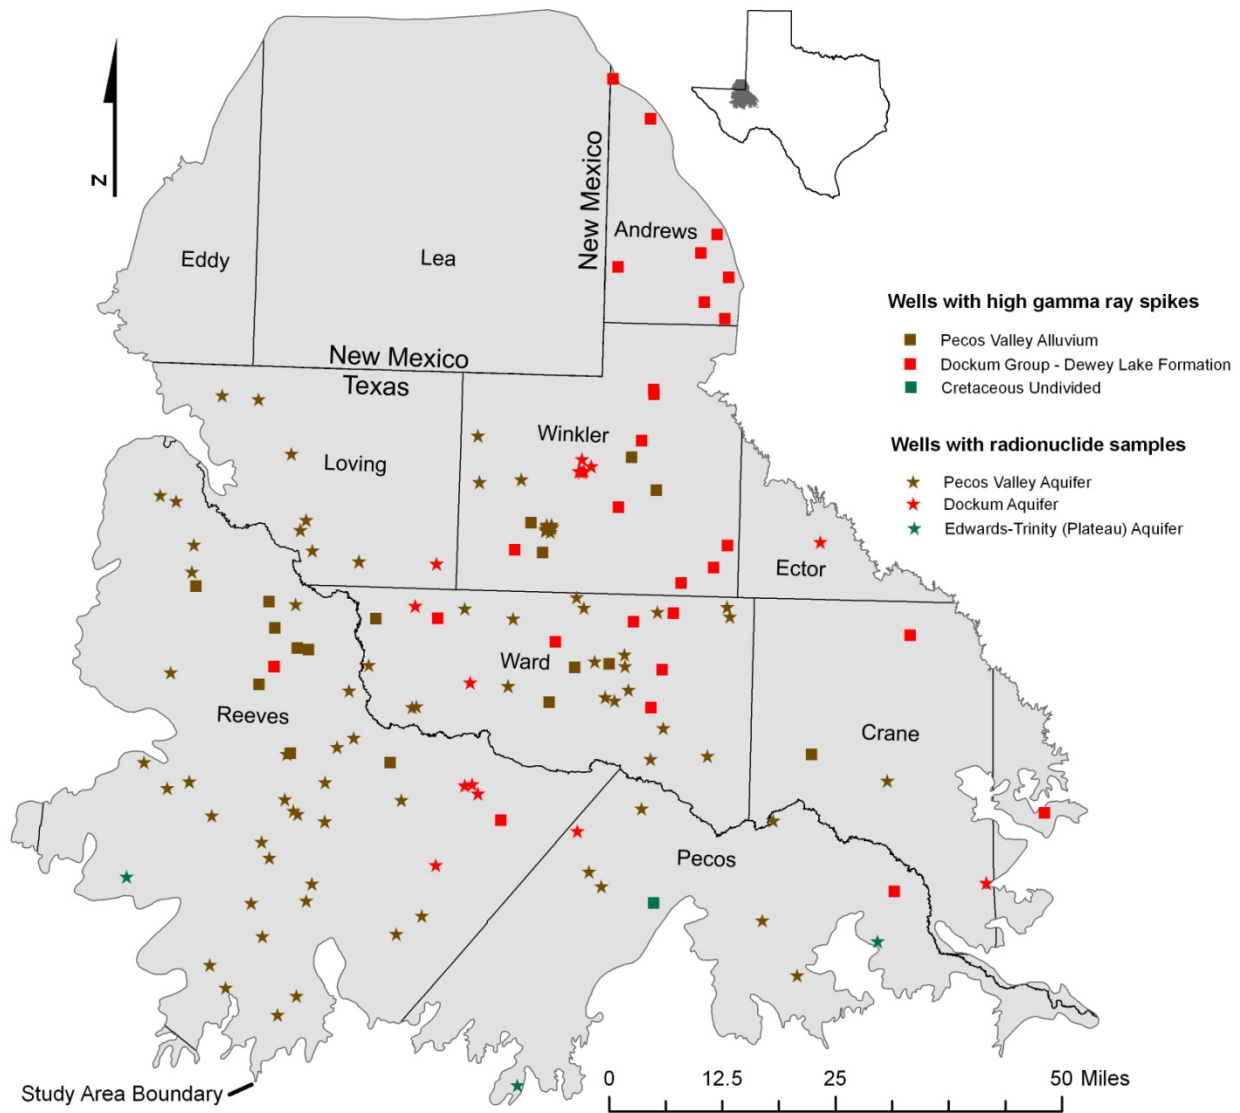 N
New Mexico
Andrews
Eddy
Lea
Wells with high gamma ray spikes
Pecos Valley Alluvium
Dockum Group - Dewey Lake Formation
Cretaceous Undivided
New Mexico
Texas
Winkler
Loving
Wells with radionuclide samples
Pecos Valley Aquifer
Dockum Aquifer
Edwards-Trinity (Plateau) Aquifer
Ector
Ward
Reeves
Crane
Pecos
Study Area Boundary
0 12.5 25 50 Miles